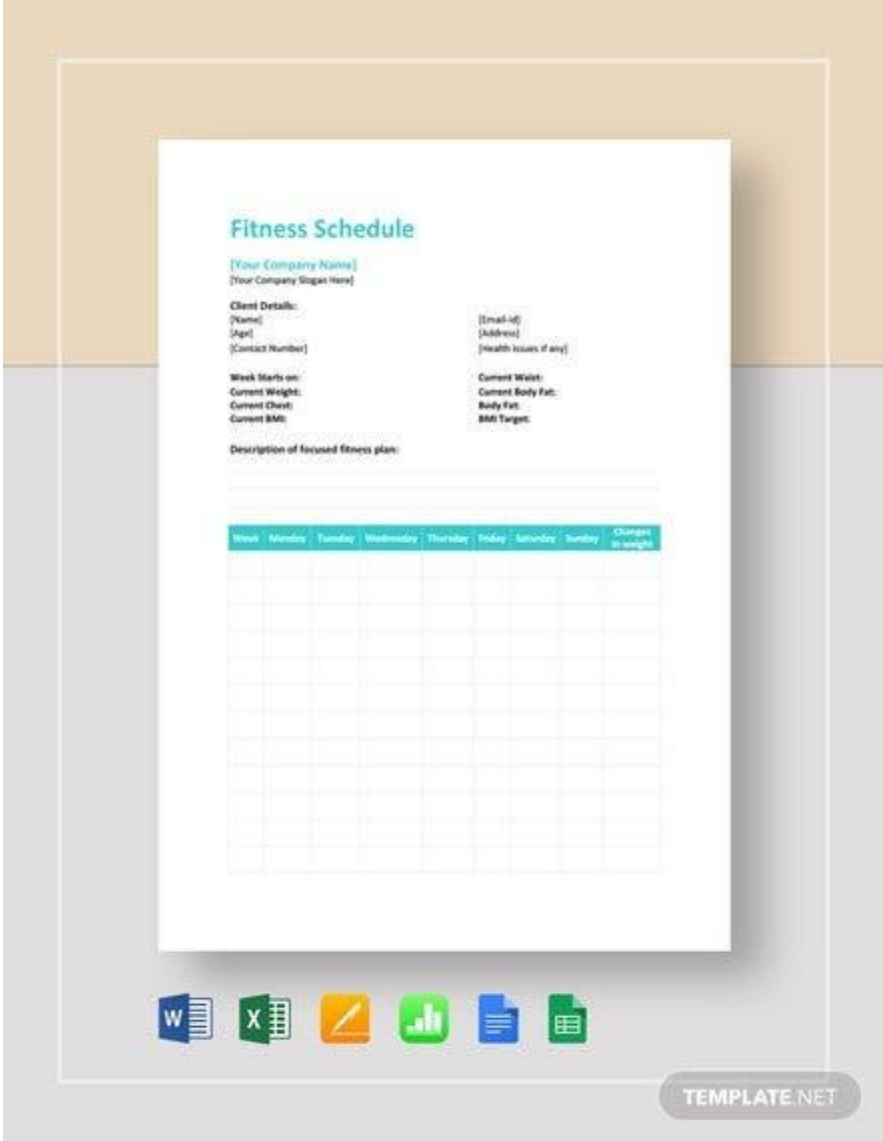 Fitness Schedule
[Your Company Name]
[Your Company Slogan Here]
Client Details:
[Name] [Email-id]
[Age] [Address]
[Contact Number] [Health issues if any]
Week Starts on: Current Waist:
Current Weight: Current Body Fat:
Current Chest: Body Fat:
Current BMI: BMI Target:
Description of focused fitness plan:
Week Monday Tuesday Wednesday Thursday Friday Saturday Sunday Changes in weight
W X
TEMPLATE.NET